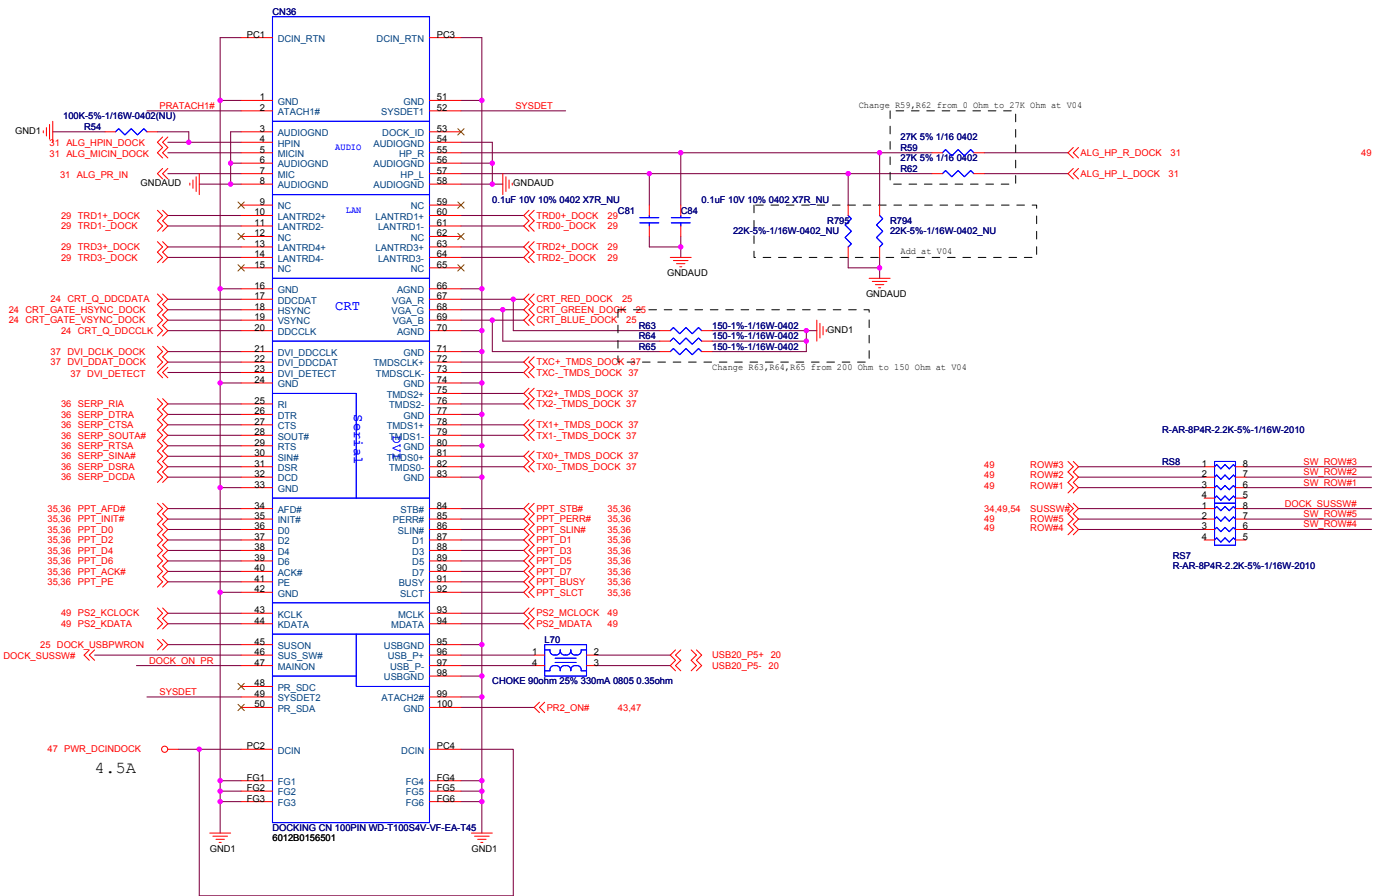 CN36
PC1 DCIN_RTN DCIN_RTN PC3
1 GND GND 51
PRATACH1# 2 ATACH1# SYSDET1 52 SYSDET
100K-5%-1/16W-0402(NU)
GND1 R54
3 AUDIOGND DOCK_ID 53
31 ALG_HPIN_DOCK 4 HPIN AUDIOGND 54
AUDIO
31 ALG_MICIN_DOCK 5 MICIN HP_R 55
6 AUDIOGND AUDIOGND 56
31 ALG_PR_IN 7 MIC HP_L 57
GNDAUD 8 AUDIOGND AUDIOGND 58 GNDAUD
Change R59,R62 from 0 Ohm to 27K Ohm at V04
27K 5% 1/16 0402
R59
27K 5% 1/16 0402
R62
ALG_HP_R_DOCK 31
49
ALG_HP_L_DOCK 31
9 NC NC 59
LAN
29 TRD1+_DOCK 10 LANTRD2+ LANTRD1+ 60 TRD0+_DOCK 29
29 TRD1-_DOCK 11 LANTRD2- LANTRD1- 61 TRD0-_DOCK 29
12 NC NC 62
29 TRD3+_DOCK 13 LANTRD4+ LANTRD3+ 63 TRD2+_DOCK 29
29 TRD3-_DOCK 14 LANTRD4- LANTRD3- 64 TRD2-_DOCK 29
15 NC NC 65
0.1uF 10V 10% 0402 X7R_NU
C81
C84
0.1uF 10V 10% 0402 X7R_NU
GNDAUD
R795
22K-5%-1/16W-0402_NU
R794
22K-5%-1/16W-0402_NU
Add at V04
GNDAUD
16 GND AGND 66
24 CRT_Q_DDCDATA 17 DDCDAT VGA_R 67 CRT_RED_DOCK 25
CRT
24 CRT_GATE_HSYNC_DOCK 18 HSYNC VGA_G 68 CRT_GREEN_DOCK 25
24 CRT_GATE_VSYNC_DOCK 19 VSYNC VGA_B 69 CRT_BLUE_DOCK 25
24 CRT_Q_DDCCLK 20 DDCCLK AGND 70
R63 150-1%-1/16W-0402 GND1
R64 150-1%-1/16W-0402
R65 150-1%-1/16W-0402
Change R63,R64,R65 from 200 Ohm to 150 Ohm at V04
37 DVI_DCLK_DOCK 21 DVI_DDCCLK GND 71
37 DVI_DDAT_DOCK 22 DVI_DDCDAT TMDSCLK+ 72 TXC+_TMDS_DOCK 37
37 DVI_DETECT 23 DVI_DETECT TMDSCLK- 73 TXC-_TMDS_DOCK 37
24 GND GND 74
TMDS2+ 75 TX2+_TMDS_DOCK 37
36 SERP_RIA 25 RI TMDS2- 76 TX2-_TMDS_DOCK 37
36 SERP_DTRA 26 DTR GND 77
36 SERP_CTSA 27 CTS TMDS1+ 78 TX1+_TMDS_DOCK 37
36 SERP_SOUTA# 28 SOUT# TMDS1- 79 TX1-_TMDS_DOCK 37
Serial
DVI
36 SERP_RTSA 29 RTS GND 80
36 SERP_SINA# 30 SIN# TMDS0+ 81 TX0+_TMDS_DOCK 37
36 SERP_DSRA 31 DSR TMDS0- 82 TX0-_TMDS_DOCK 37
36 SERP_DCDA 32 DCD GND 83
33 GND
35,36 PPT_AFD# 34 AFD# STB# 84 PPT_STB# 35,36
35,36 PPT_INIT# 35 INIT# PERR# 85 PPT_PERR# 35,36
35,36 PPT_D0 36 D0 SLIN# 86 PPT_SLIN# 35,36
35,36 PPT_D2 37 D2 D1 87 PPT_D1 35,36
35,36 PPT_D4 38 D4 D3 88 PPT_D3 35,36
35,36 PPT_D6 39 D6 D5 89 PPT_D5 35,36
35,36 PPT_ACK# 40 ACK# D7 90 PPT_D7 35,36
35,36 PPT_PE 41 PE BUSY 91 PPT_BUSY 35,36
42 GND SLCT 92 PPT_SLCT 35,36
49 PS2_KCLOCK 43 KCLK MCLK 93 PS2_MCLOCK 49
49 PS2_KDATA 44 KDATA MDATA 94 PS2_MDATA 49
25 DOCK_USBPWRON 45 SUSON USBGND 95
DOCK_SUSSW# 46 SUS_SW# USB_P+ 96
DOCK_ON_PR 47 MAINON USB_P- 97
USBGND 98
L70
1 2 USB20_P5+ 20
4 3 USB20_P5- 20
CHOKE 90ohm 25% 330mA 0805 0.35ohm
48 PR_SDC
SYSDET 49 SYSDET2 ATACH2# 99
50 PR_SDA GND 100 PR2_ON# 43,47
47 PWR_DCINDOCK PC2 DCIN DCIN PC4
4.5A
FG1 FG1 FG4 FG4
FG2 FG2 FG5 FG5
FG3 FG3 FG6 FG6
DOCKING CN 100PIN WD-T100S4V-VF-EA-T45
6012B0156501
GND1 GND1
R-AR-8P4R-2.2K-5%-1/16W-2010
RS8
49 ROW#3 1 8 SW_ROW#3
49 ROW#2 2 7 SW_ROW#2
49 ROW#1 3 6 SW_ROW#1
4 5
34,49,54 SUSSW# 1 8 DOCK_SUSSW#
49 ROW#5 2 7 SW_ROW#5
49 ROW#4 3 6 SW_ROW#4
4 5
RS7
R-AR-8P4R-2.2K-5%-1/16W-2010